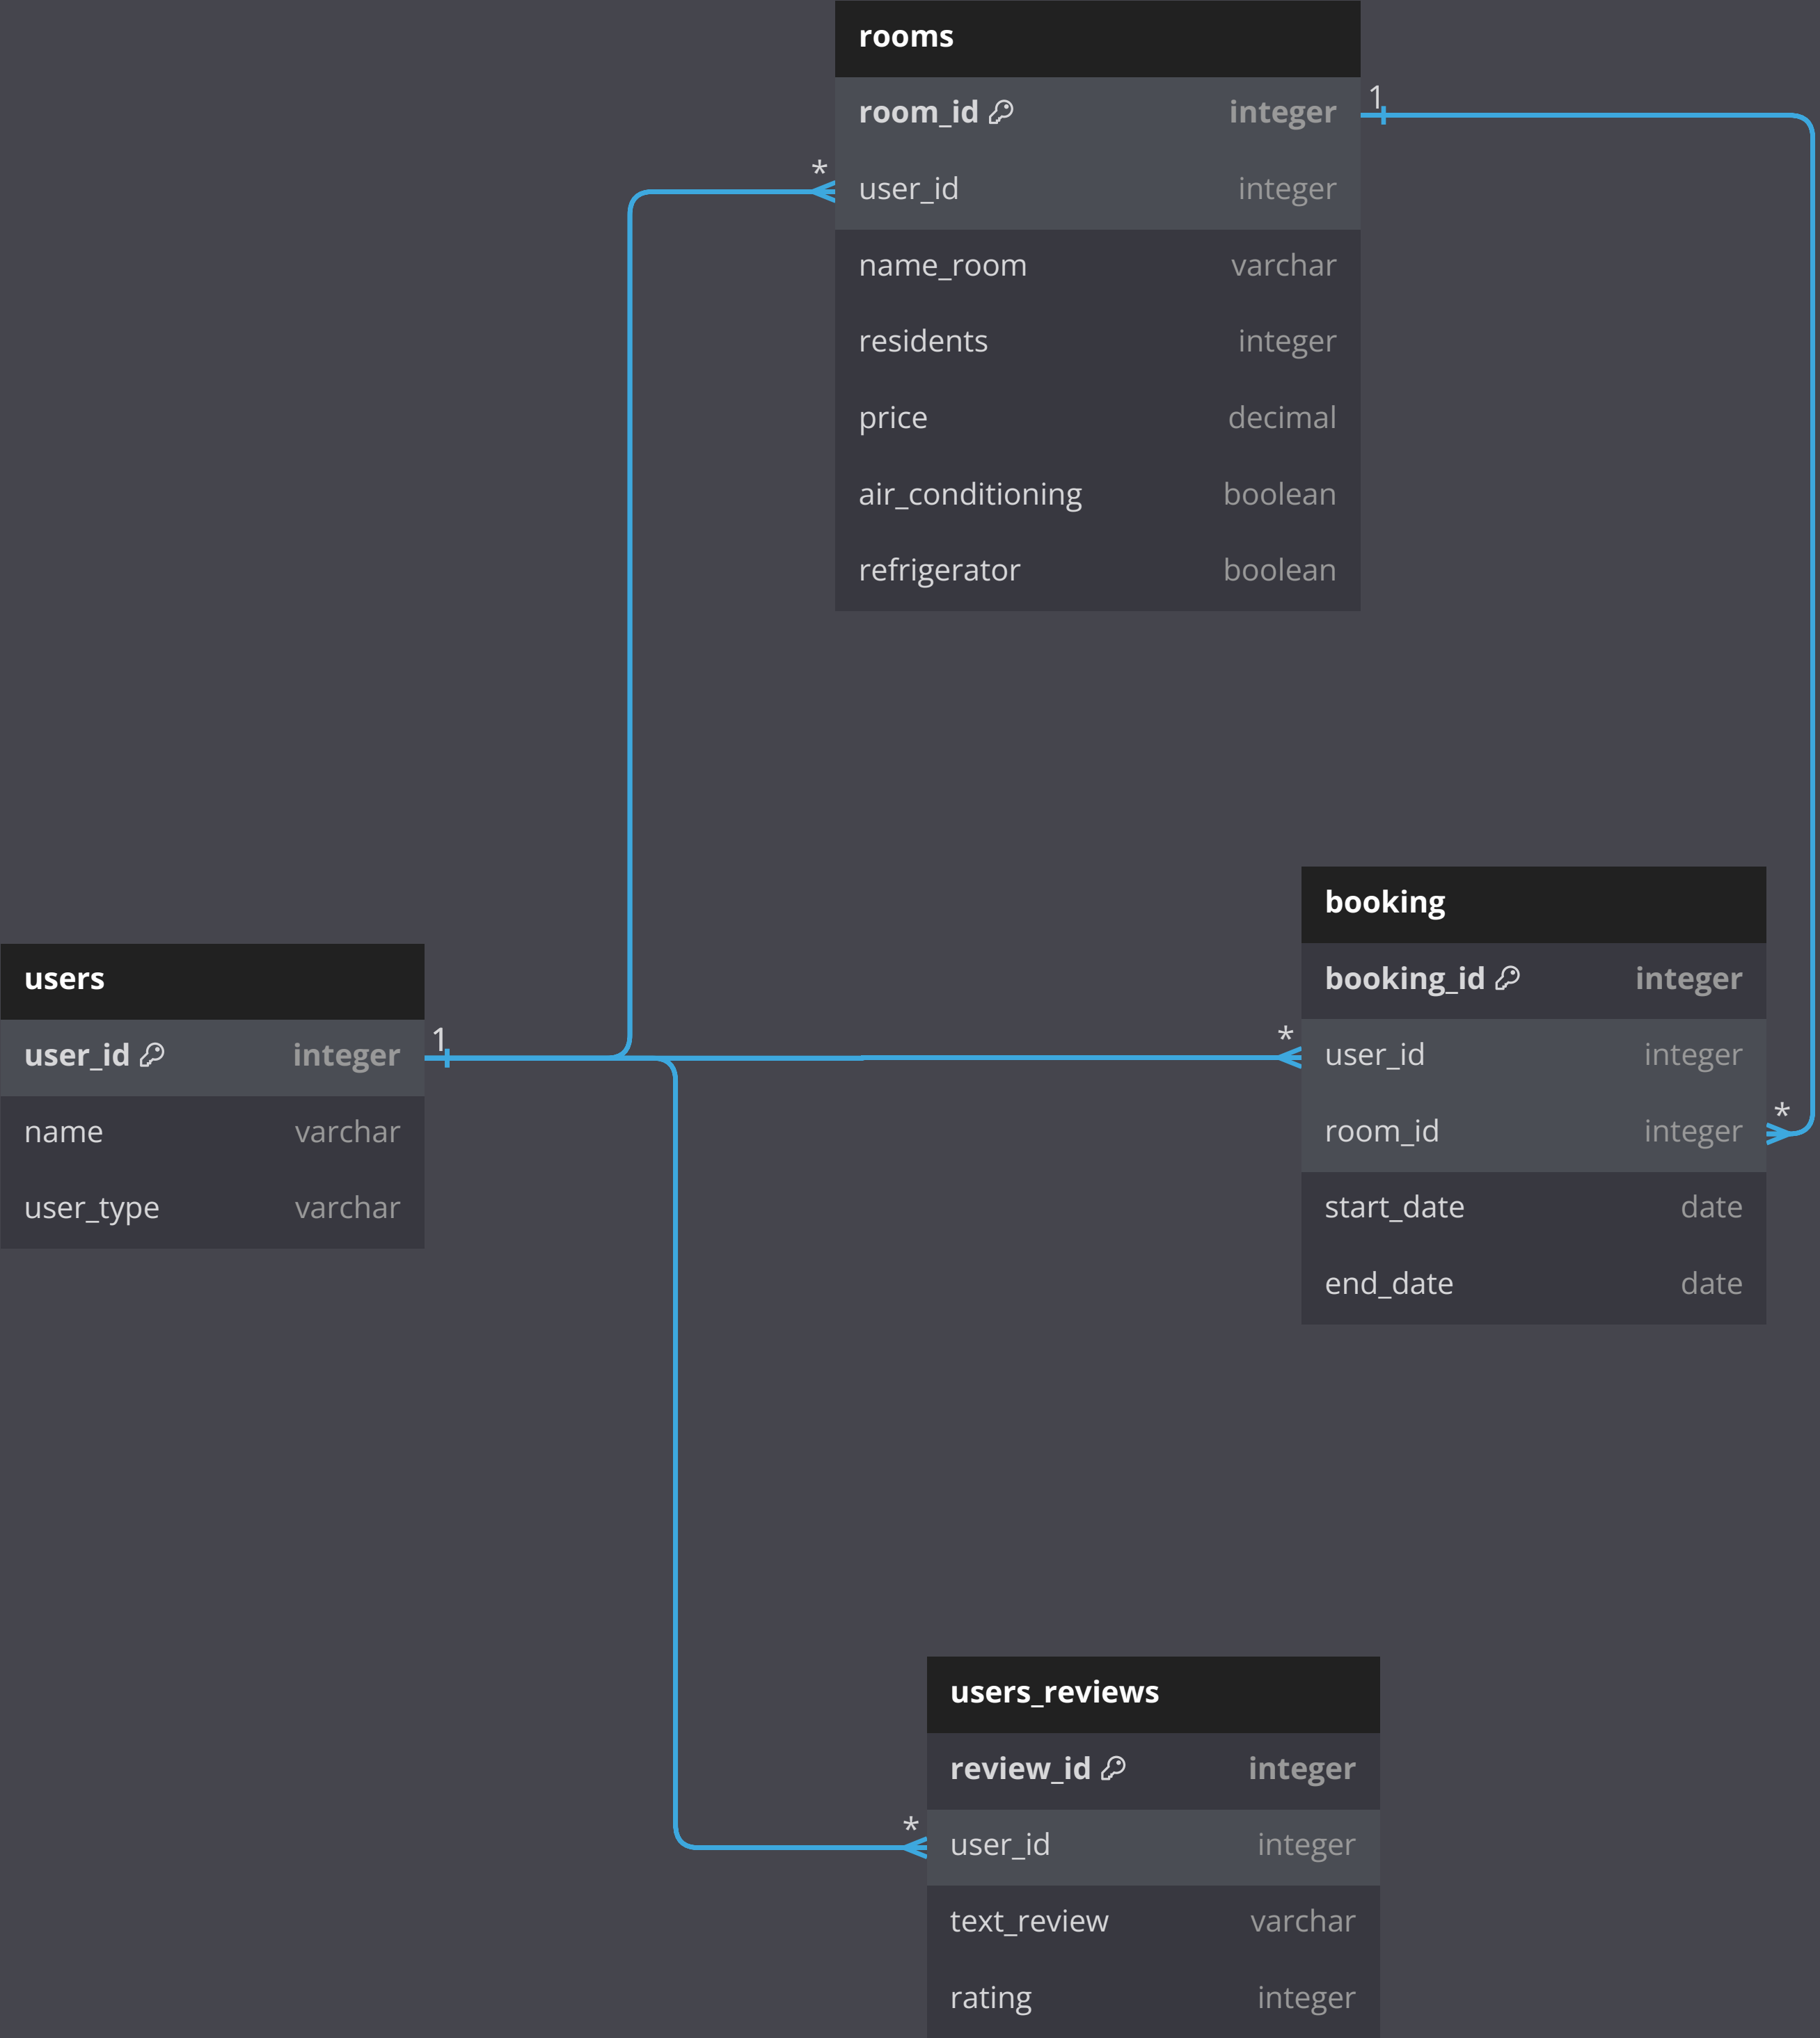 rooms
room_id integer
user_id integer
name_room varchar
residents integer
price decimal
air_conditioning boolean
refrigerator boolean
1
*
users
user_id integer
name varchar
user_type varchar
1
booking
booking_id integer
user_id integer
room_id integer
start_date date
end_date date
*
*
users_reviews
review_id integer
user_id integer
text_review varchar
rating integer
*